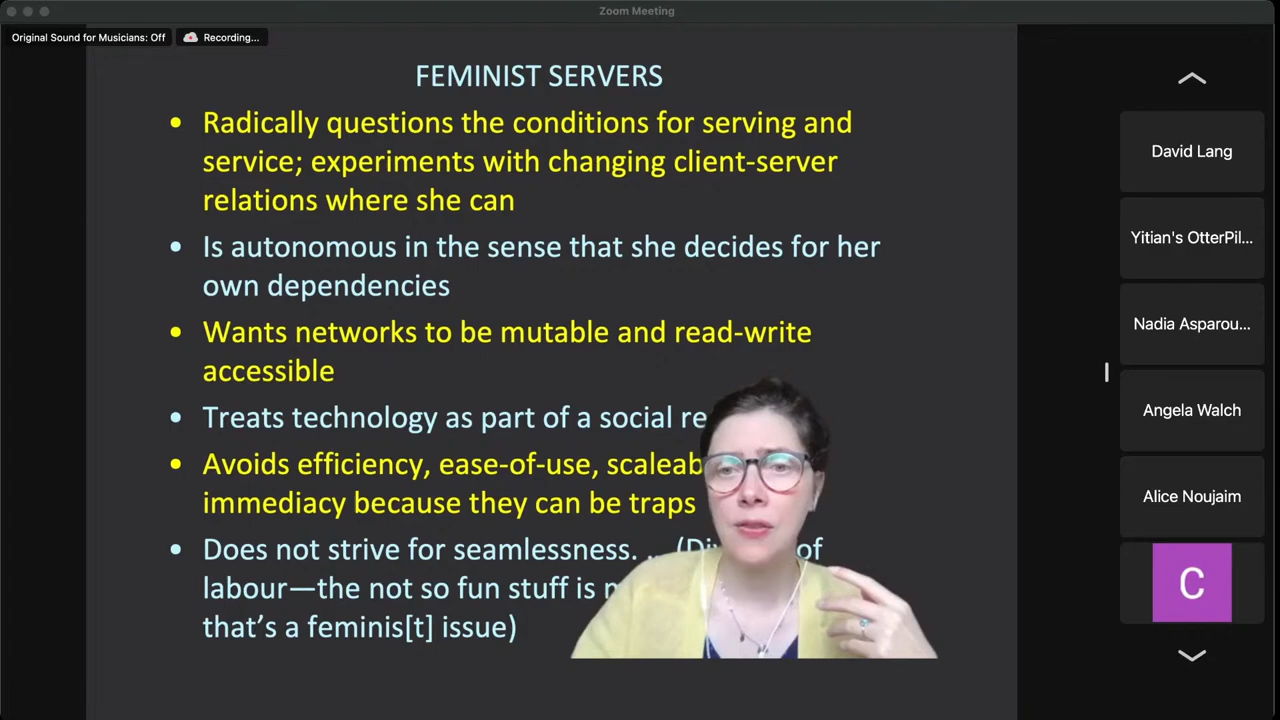 Zoom Meeting
Original Sound for Musicians: Off
Recording...
FEMINIST SERVERS
• Radically questions the conditions for serving and
service; experiments with changing client-server
relations where she can
• Is autonomous in the sense that she decides for her
own dependencies
• Wants networks to be mutable and read-write
accessible
• Treats technology as part of a social
• Avoids efficiency, ease-of-use,
immediacy because they can be traps
• Does not strive for seamlessness. .. of
labour—the not so fun stuff is
that's a feminis[t] issue)
David Lang
Yitian's OtterPil...
Nadia Asparou...
Angela Walch
Alice Noujaim
C